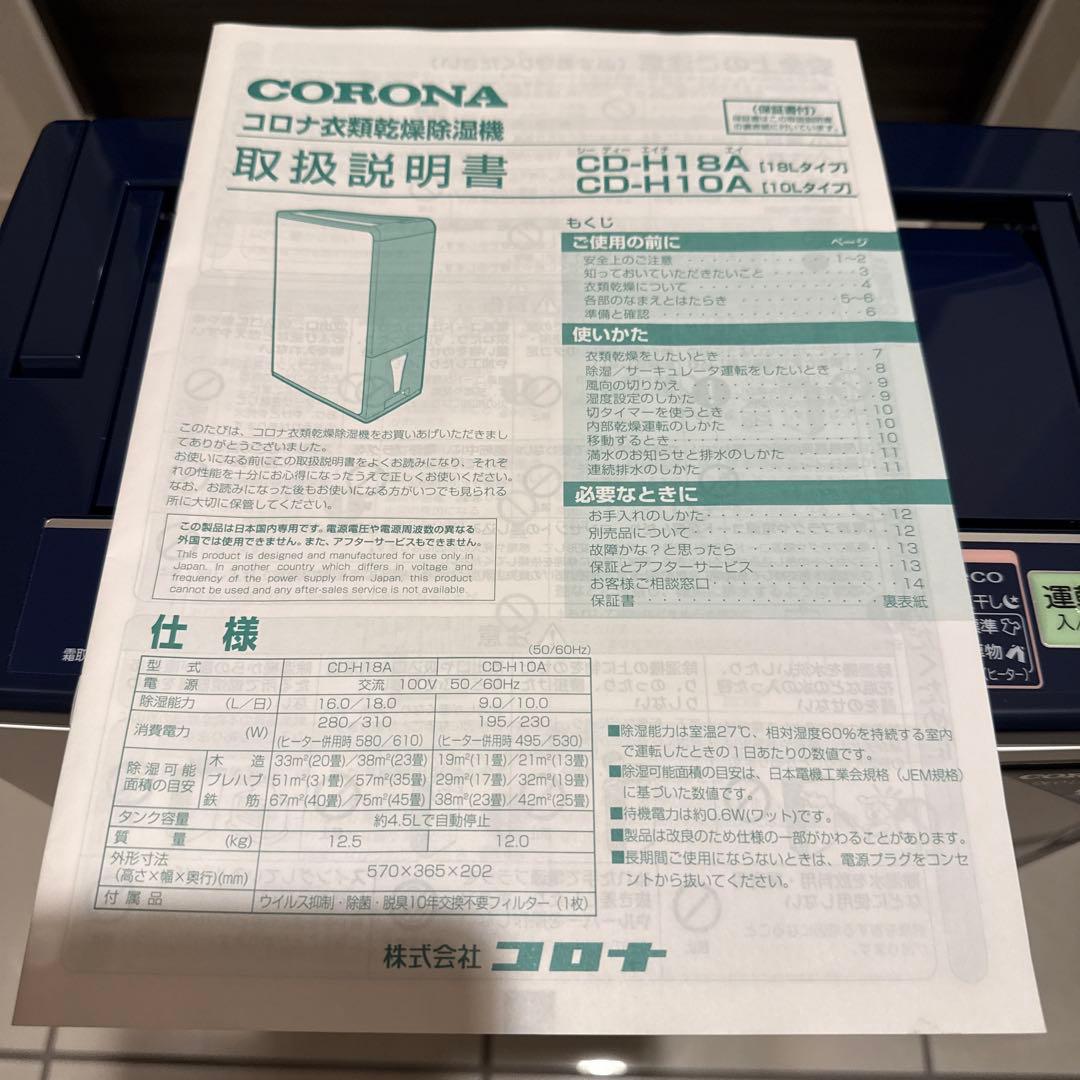 CORONA
コロナ衣類乾燥除湿機
取扱説明書
(保証書付)
保証書はこの取扱説明書
の裏表紙に付いています。
シー ディー エイチ エイ
CD-H18A [18Lタイプ]
CD-H10A [10Lタイプ]
もくじ
ご使用の前に ページ
安全上のご注意 1~2
知っておいていただきたいこと 3
衣類乾燥について 4
各部のなまえとはたらき 5~6
準備と確認 6
使いかた
衣類乾燥をしたいとき 7
除湿/サーキュレータ運転をしたいとき 8
風向の切りかえ 9
湿度設定のしかた 9
切タイマーを使うとき 10
内部乾燥運転のしかた 10
移動するとき 10
満水のお知らせと排水のしかた 11
連続排水のしかた 11
必要なときに
お手入れのしかた 12
別売品について 12
故障かな?と思ったら 13
保証とアフターサービス 13
お客様ご相談窓口 14
保証書 裏表紙
このたびは、コロナ衣類乾燥除湿機をお買いあげいただきまし
てありがとうございました。
お使いになる前にこの取扱説明書をよくお読みになり、それぞ
れの性能を十分にお心得になったうえで正しくお使いください。
なお、お読みになった後もお使いになる方がいつでも見られる
所に大切に保管してください。
この製品は日本国内専用です。電源電圧や電源周波数の異なる
外国では使用できません。また、アフターサービスもできません。
This product is designed and manufactured for use only in
Japan. In another country which differs in voltage and
frequency of the power supply from Japan, this product
cannot be used and any after-sales service is not available.
仕様
(50/60Hz)
型式 CD-H18A CD-H10A
電源 交流 100V 50/60Hz
除湿能力 (L/日) 16.0/18.0 9.0/10.0
消費電力 (W) 280/310 195/230
(ヒーター併用時 580/610) (ヒーター併用時 495/530)
除湿可能面積の目安 木造 33m²(20畳)/38m²(23畳) 19m²(11畳)/21m²(13畳)
プレハブ 51m²(31畳)/57m²(35畳) 29m²(17畳)/32m²(19畳)
鉄筋 67m²(40畳)/75m²(45畳) 38m²(23畳)/42m²(25畳)
タンク容量 約4.5Lで自動停止
質量 (kg) 12.5 12.0
外形寸法
(高さ×幅×奥行)(mm) 570×365×202
付属品 ウイルス抑制・除菌・脱臭10年交換不要フィルター(1枚)
■除湿能力は室温27℃、相対湿度60%を持続する室内
で運転したときの1日あたりの数値です。
■除湿可能面積の目安は、日本電機工業会規格(JEM規格)
に基づいた数値です。
■待機電力は約0.6W(ワット)です。
■製品は改良のため仕様の一部がかわることがあります。
■長期間ご使用にならないときは、電源プラグをコンセ
ントから抜いてください。
株式会社コロナ
霜取
CO
干し
準
物
ヒーター)
運転
入/